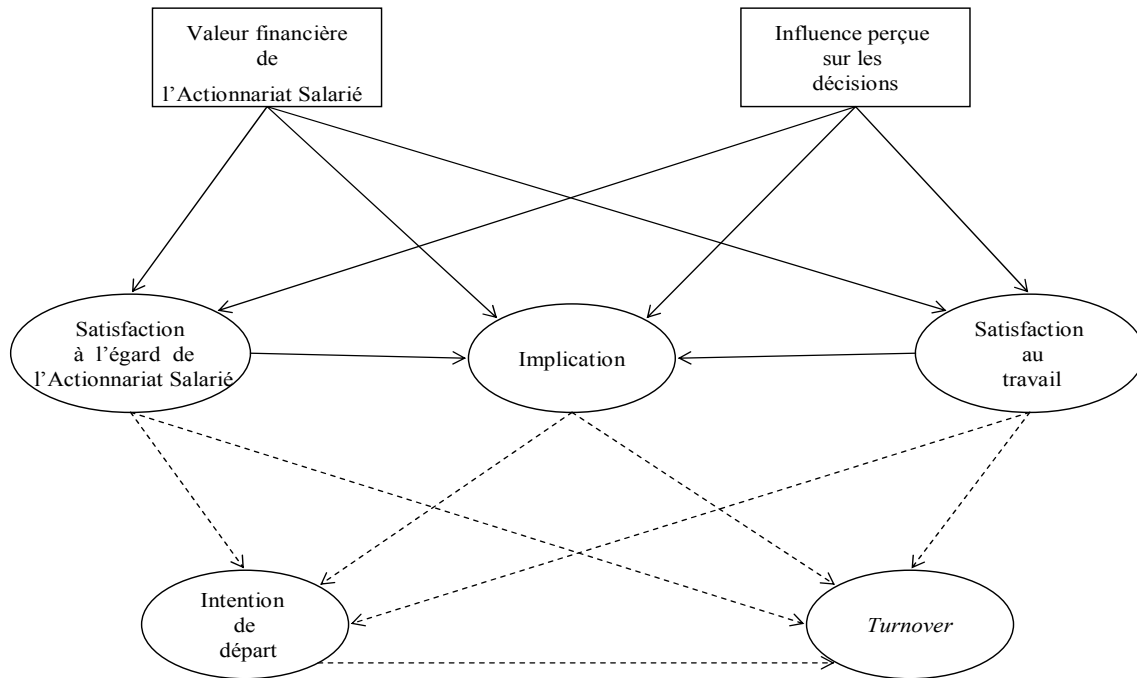 Valeur financière
de
l'Actionnariat Salarié
Influence perçue
sur les
décisions
Satisfaction
à l'égard de
l'Actionnariat Salarié
Implication
Satisfaction
au
travail
Intention
de
départ
Turnover